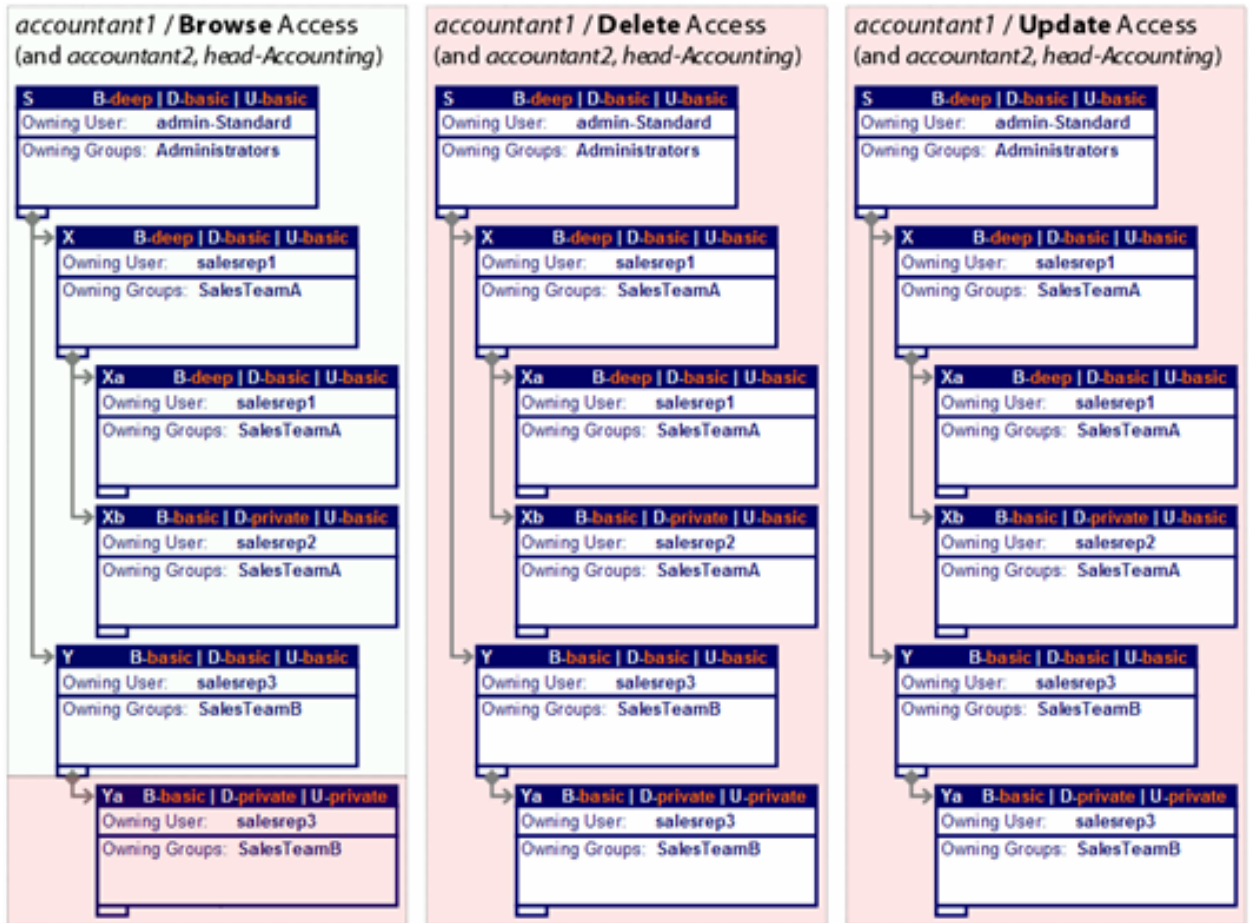 accountant1 / Browse Access
(and accountant2, head-Accounting)
S B-deep | D-basic | U-basic
Owning User: admin-Standard
Owning Groups: Administrators
X B-deep | D-basic | U-basic
Owning User: salesrep1
Owning Groups: SalesTeamA
Xa B-deep | D-basic | U-basic
Owning User: salesrep1
Owning Groups: SalesTeamA
Xb B-basic | D-private | U-basic
Owning User: salesrep2
Owning Groups: SalesTeamA
Y B-basic | D-basic | U-basic
Owning User: salesrep3
Owning Groups: SalesTeamB
Ya B-basic | D-private | U-private
Owning User: salesrep3
Owning Groups: SalesTeamB
accountant1 / Delete Access
(and accountant2, head-Accounting)
S B-deep | D-basic | U-basic
Owning User: admin-Standard
Owning Groups: Administrators
X B-deep | D-basic | U-basic
Owning User: salesrep1
Owning Groups: SalesTeamA
Xa B-deep | D-basic | U-basic
Owning User: salesrep1
Owning Groups: SalesTeamA
Xb B-basic | D-private | U-basic
Owning User: salesrep2
Owning Groups: SalesTeamA
Y B-basic | D-basic | U-basic
Owning User: salesrep3
Owning Groups: SalesTeamB
Ya B-basic | D-private | U-private
Owning User: salesrep3
Owning Groups: SalesTeamB
accountant1 / Update Access
(and accountant2, head-Accounting)
S B-deep | D-basic | U-basic
Owning User: admin-Standard
Owning Groups: Administrators
X B-deep | D-basic | U-basic
Owning User: salesrep1
Owning Groups: SalesTeamA
Xa B-deep | D-basic | U-basic
Owning User: salesrep1
Owning Groups: SalesTeamA
Xb B-basic | D-private | U-basic
Owning User: salesrep2
Owning Groups: SalesTeamA
Y B-basic | D-basic | U-basic
Owning User: salesrep3
Owning Groups: SalesTeamB
Ya B-basic | D-private | U-private
Owning User: salesrep3
Owning Groups: SalesTeamB